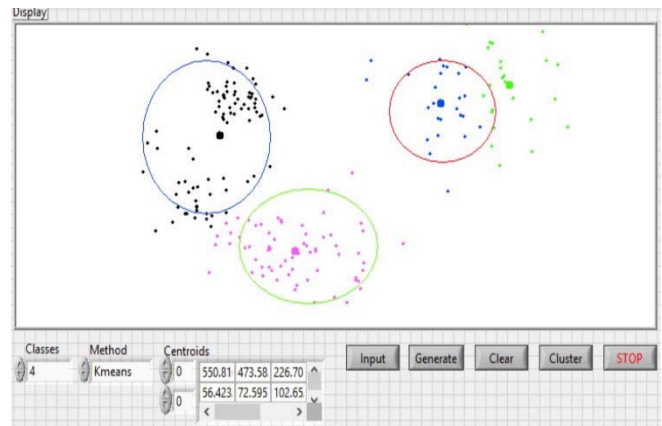 Display
Classes
Method
Centroids
4
Kmeans
0
550.81 473.58 226.70
0
56.423 72.595 102.65
Input
Generate
Clear
Cluster
STOP